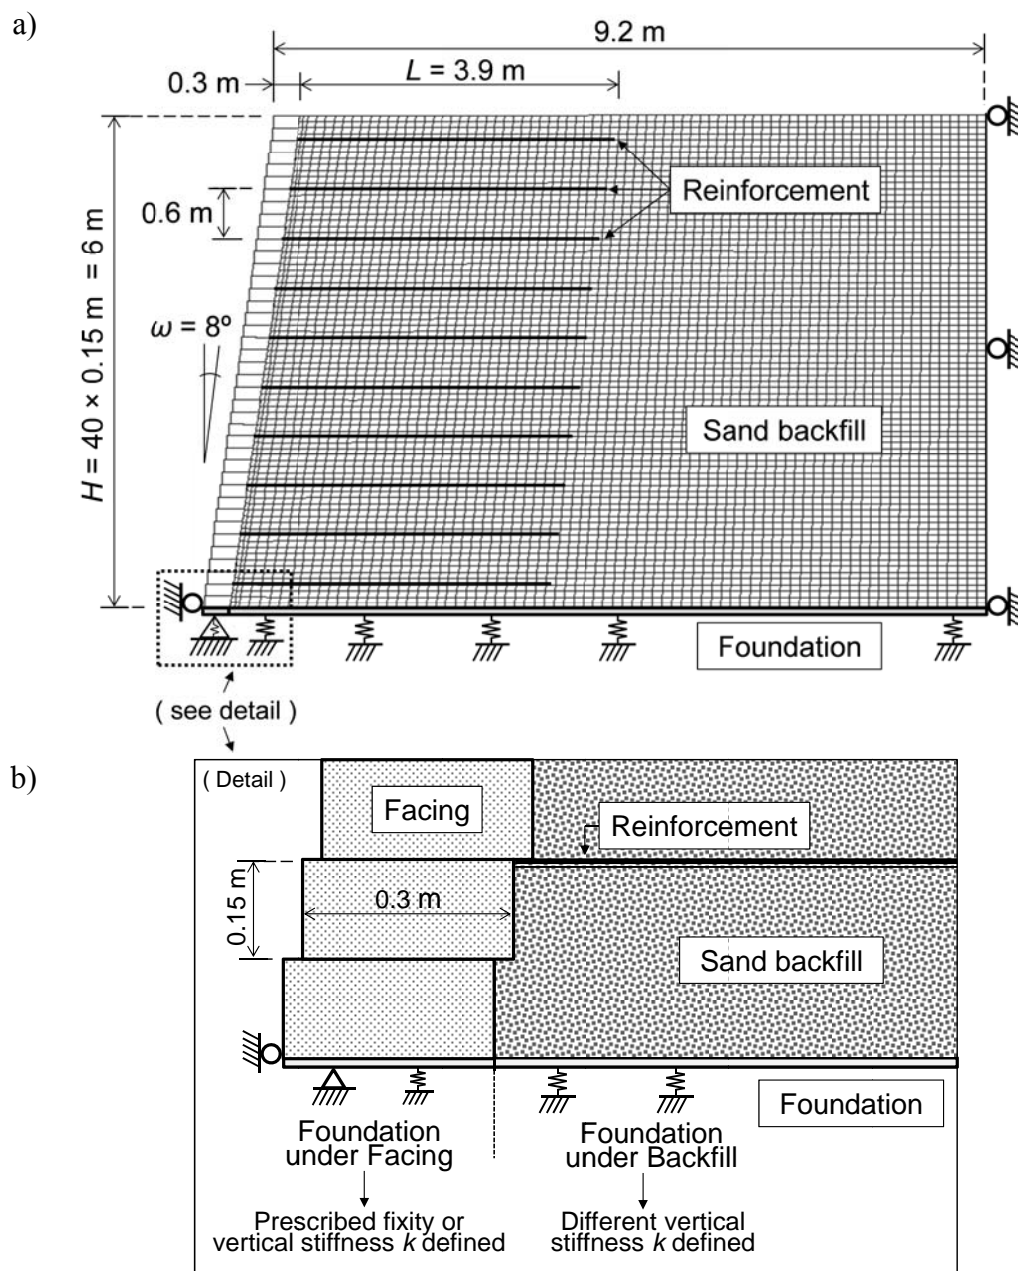 a)
9.2 m
0.3 m
L = 3.9 m
Reinforcement
0.6 m
H = 40 × 0.15 m = 6 m
ω = 8º
Sand backfill
Foundation
( see detail )
b)
( Detail )
Facing
Reinforcement
0.15 m
0.3 m
Sand backfill
Foundation
Foundation
under Facing
Foundation
under Backfill
Prescribed fixity or
vertical stiffness k defined
Different vertical
stiffness k defined